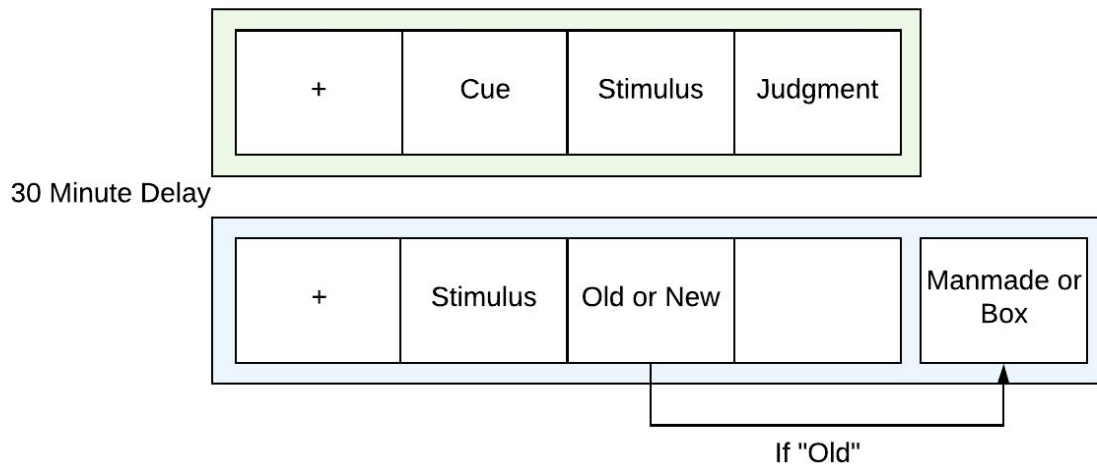 +
Cue
Stimulus
Judgment
30 Minute Delay
+
Stimulus
Old or New
Manmade or
Box
If "Old"